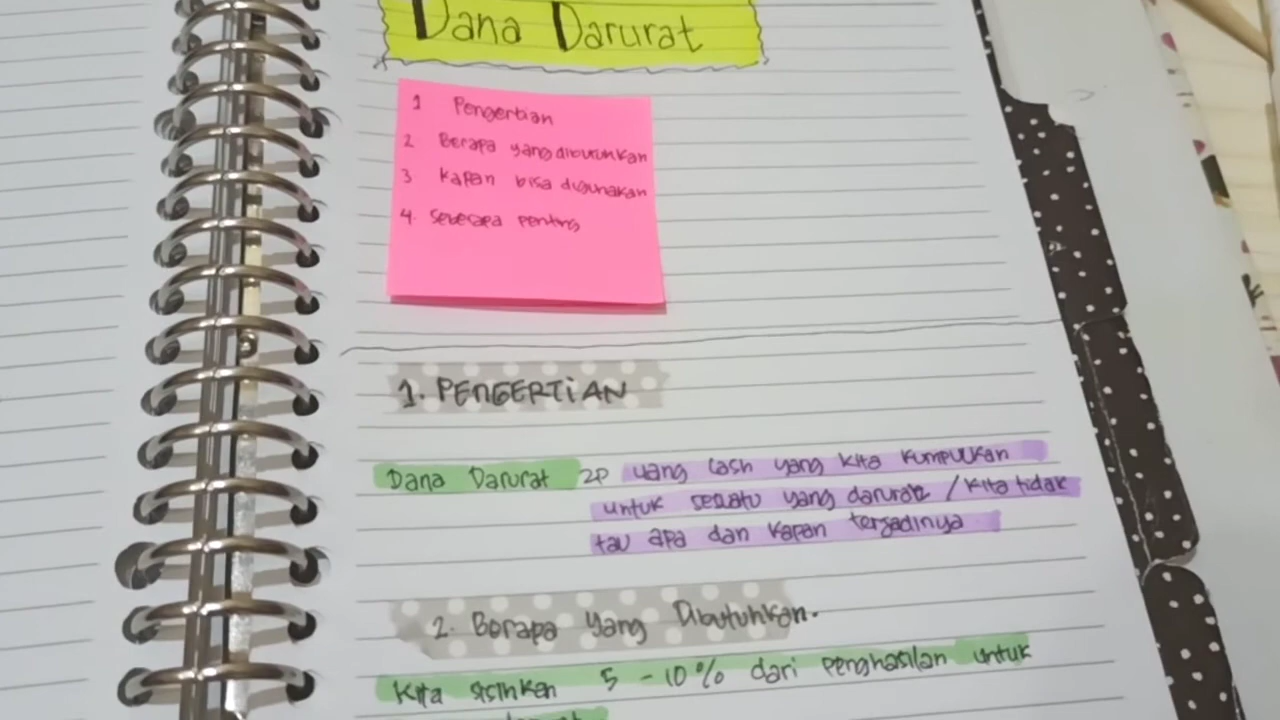 Dana Darurat
1 Pengertian
2 Berapa yang dibutuhkan
3 Kapan bisa digunakan
4. Seberapa penting
1. PENGERTiAN
Dana Darurat uang cash yang kita kumpulkan
untuk sesuatu yang darurat / kita tidak
tau apa dan kapan terjadinya
2. Berapa Yang Dibutuhkan.
Kita sisihkan 5 - 10% dari penghasilan untuk